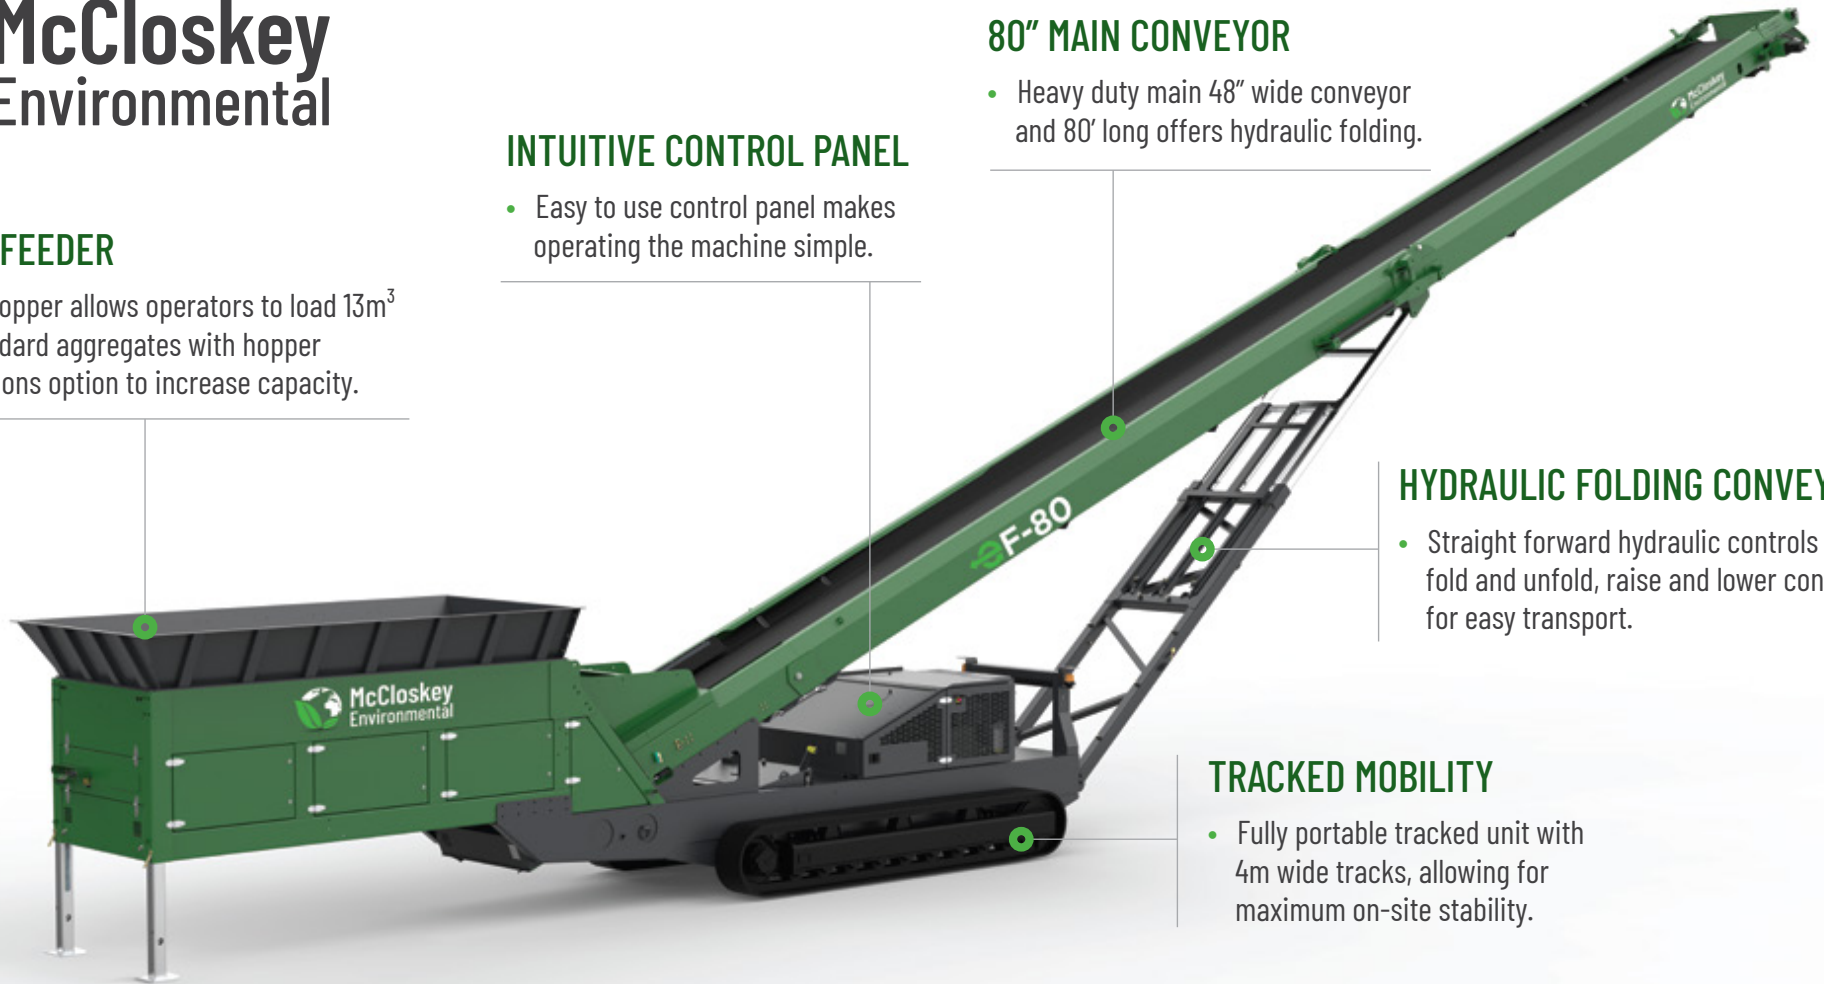 McCloskey
Environmental
FEEDER
opper allows operators to load 13m³
dard aggregates with hopper
ons option to increase capacity.
INTUITIVE CONTROL PANEL
• Easy to use control panel makes
operating the machine simple.
80” MAIN CONVEYOR
• Heavy duty main 48” wide conveyor
and 80’ long offers hydraulic folding.
McCloskey
Environmental
eF-80
HYDRAULIC FOLDING CONVEY
• Straight forward hydraulic controls
fold and unfold, raise and lower con
for easy transport.
McCloskey
Environmental
TRACKED MOBILITY
• Fully portable tracked unit with
4m wide tracks, allowing for
maximum on-site stability.